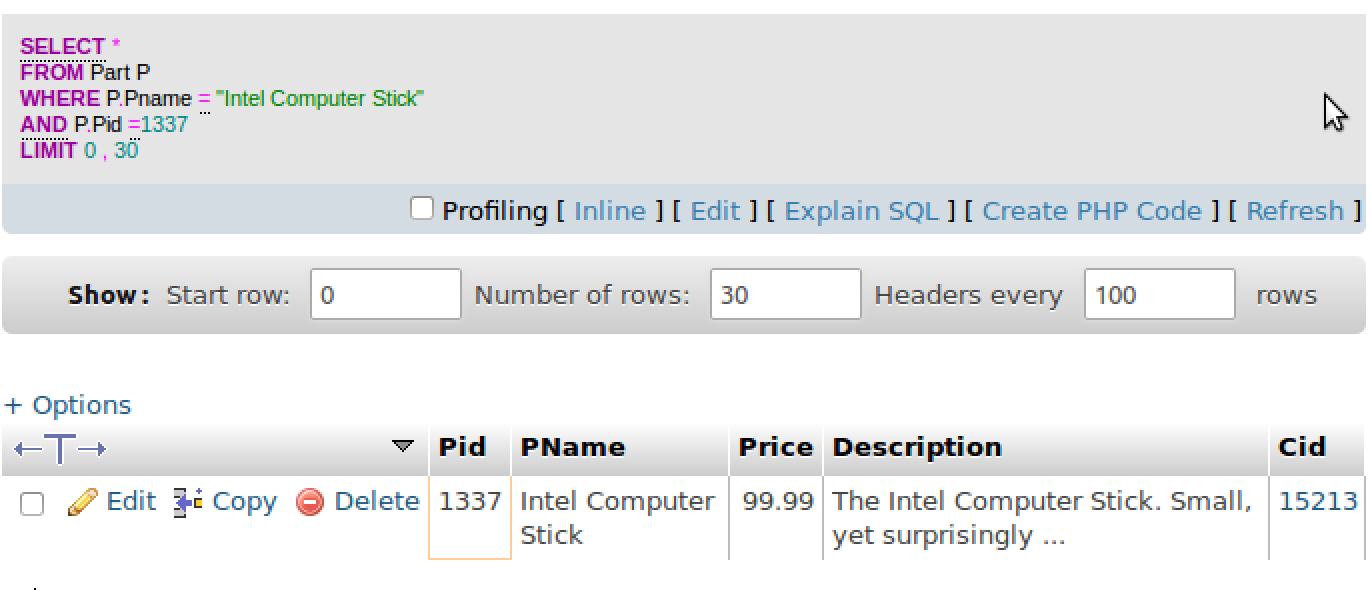 SELECT *
FROM Part P
WHERE P.Pname = "Intel Computer Stick"
AND P.Pid =1337
LIMIT 0 , 30
Profiling [ Inline ] [ Edit ] [ Explain SQL ] [ Create PHP Code ] [ Refresh ]
Show: Start row: 0 Number of rows: 30 Headers every 100 rows
+ Options
←T→ Pid PName Price Description Cid
Edit Copy Delete 1337 Intel Computer 99.99 The Intel Computer Stick. Small, 15213
Stick yet surprisingly ...